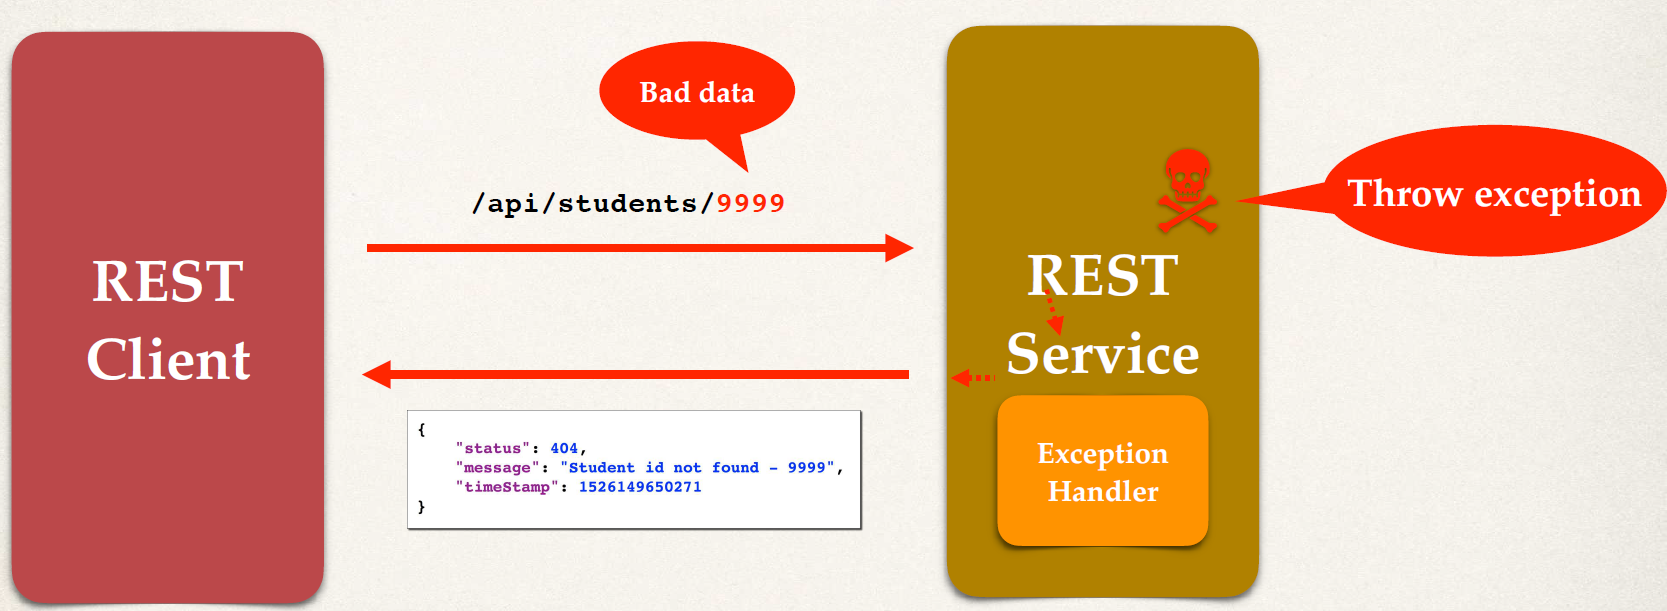 Bad data
/api/students/9999
Throw exception
REST
Client
REST
Service
{
"status": 404,
"message": "Student id not found - 9999",
"timeStamp": 1526149650271
}
Exception
Handler